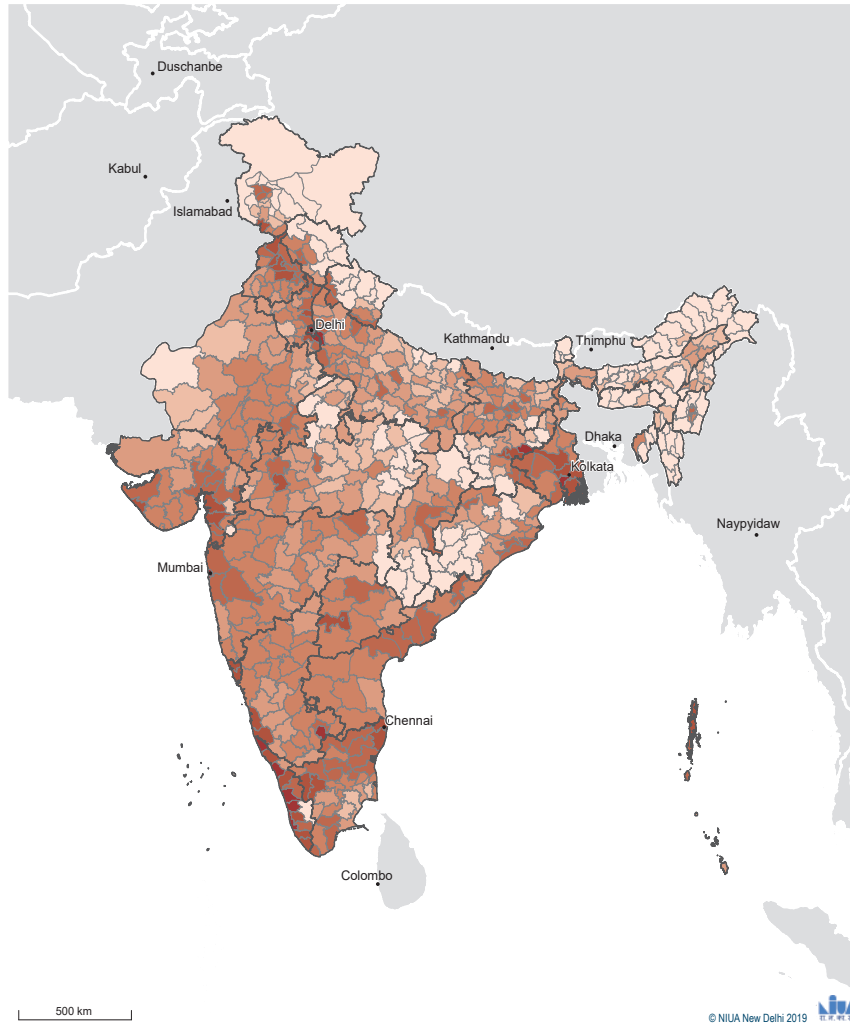 Duschanbe
Kabul
Islamabad
Delhi
Kathmandu
Thimphu
Dhaka
Kolkata
Naypyidaw
Mumbai
Chennai
Colombo
500 km
© NIUA New Delhi 2019